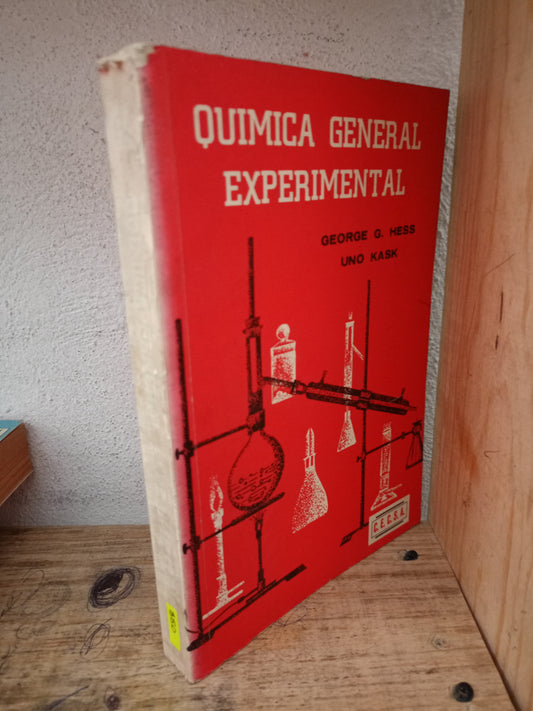 QUIMICA GENERAL
EXPERIMENTAL
GEORGE G. HESS
UNO KASK
C.E.C.S.A.